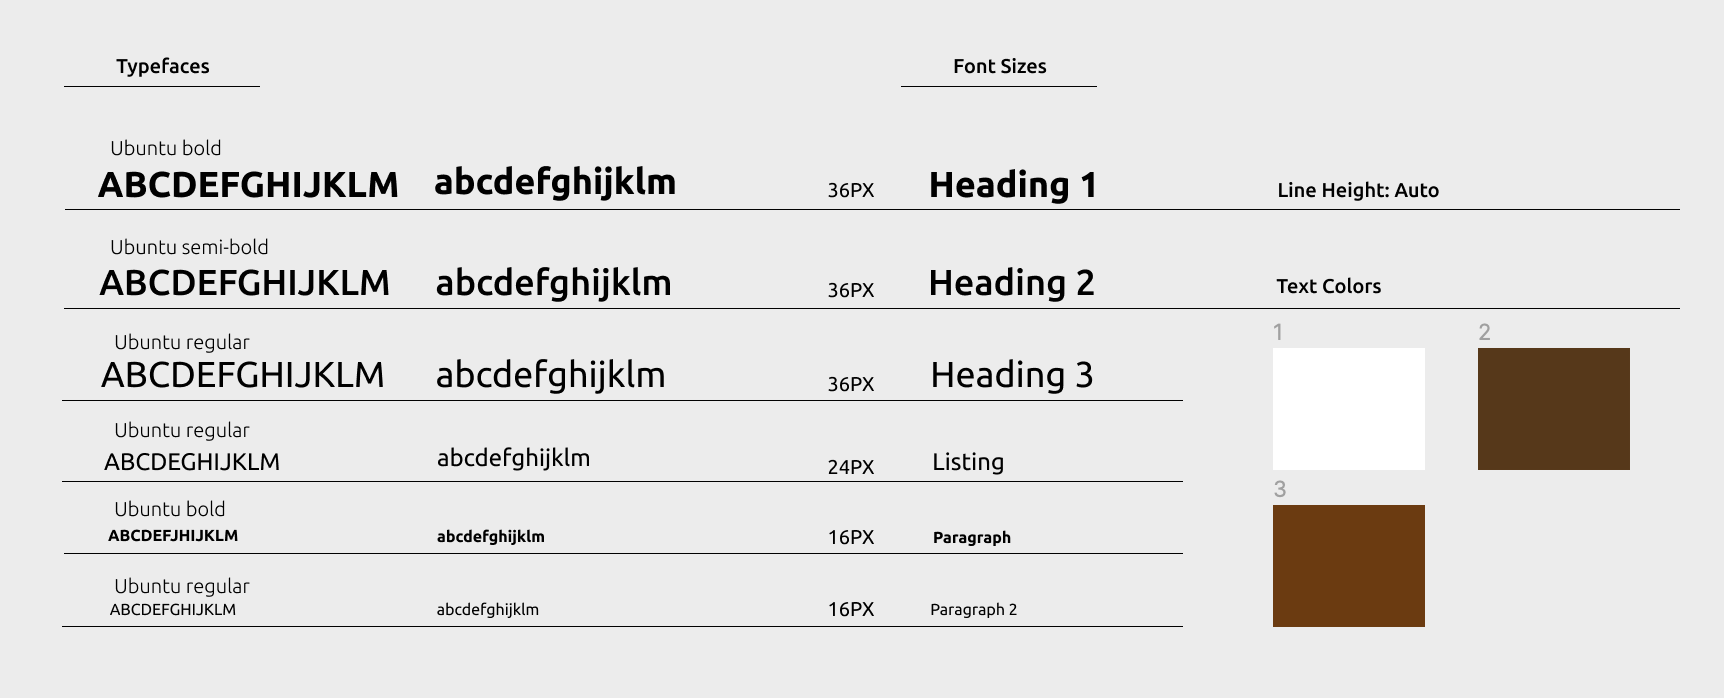 Typefaces
Font Sizes
Ubuntu bold
ABCDEFGHIJKLM abcdefghijklm 36PX Heading 1 Line Height: Auto
Ubuntu semi-bold
ABCDEFGHIJKLM abcdefghijklm 36PX Heading 2 Text Colors
1 2
Ubuntu regular
ABCDEFGHIJKLM abcdefghijklm 36PX Heading 3
Ubuntu regular
ABCDEGHIJKLM abcdefghijklm 24PX Listing
3
Ubuntu bold
ABCDEFJHIJKLM abcdefghijklm 16PX Paragraph
Ubuntu regular
ABCDEFGHIJKLM abcdefghijklm 16PX Paragraph 2